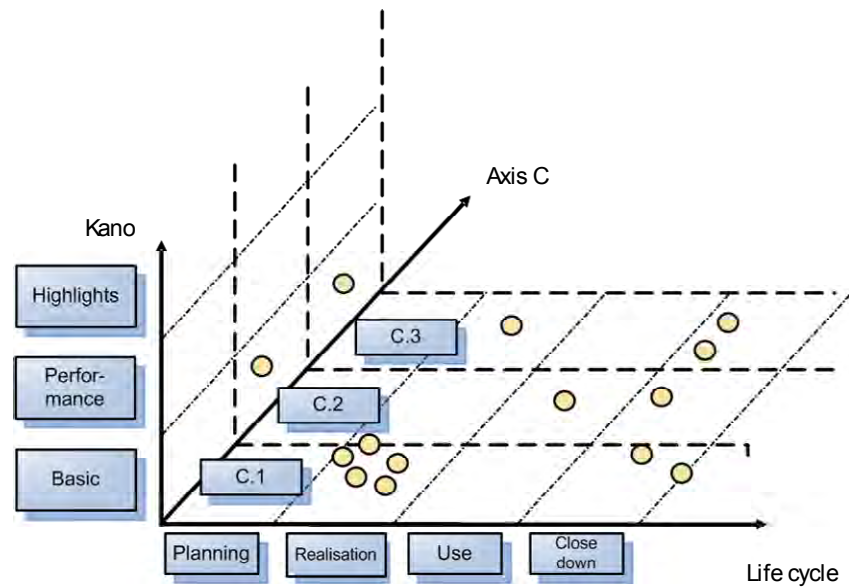 Axis C
Kano
Highlights
Perfor-
mance
Basic
C.3
C.2
C.1
Planning
Realisation
Use
Close
down
Life cycle